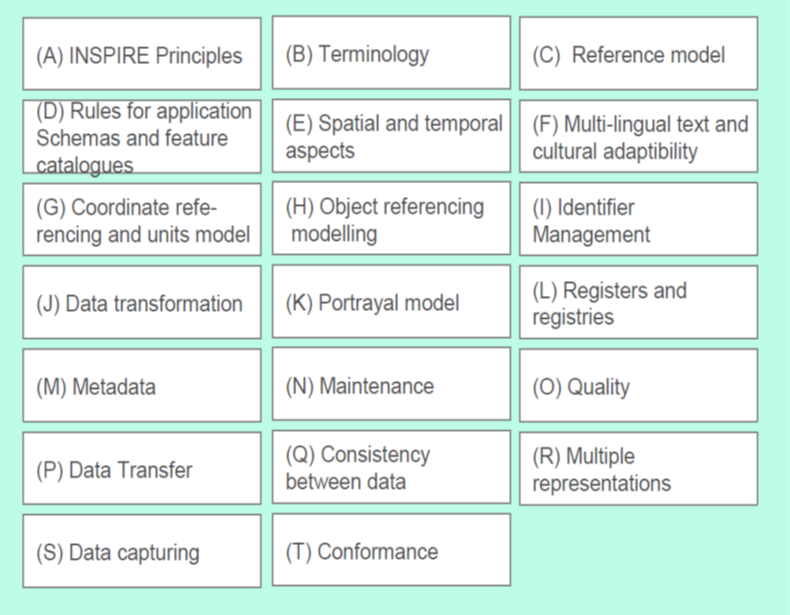 (A) INSPIRE Principles
(B) Terminology
(C) Reference model
(D) Rules for application
Schemas and feature
catalogues
(E) Spatial and temporal
aspects
(F) Multi-lingual text and
cultural adaptibility
(G) Coordinate refe-
rencing and units model
(H) Object referencing
modelling
(I) Identifier
Management
(J) Data transformation
(K) Portrayal model
(L) Registers and
registries
(M) Metadata
(N) Maintenance
(O) Quality
(P) Data Transfer
(Q) Consistency
between data
(R) Multiple
representations
(S) Data capturing
(T) Conformance